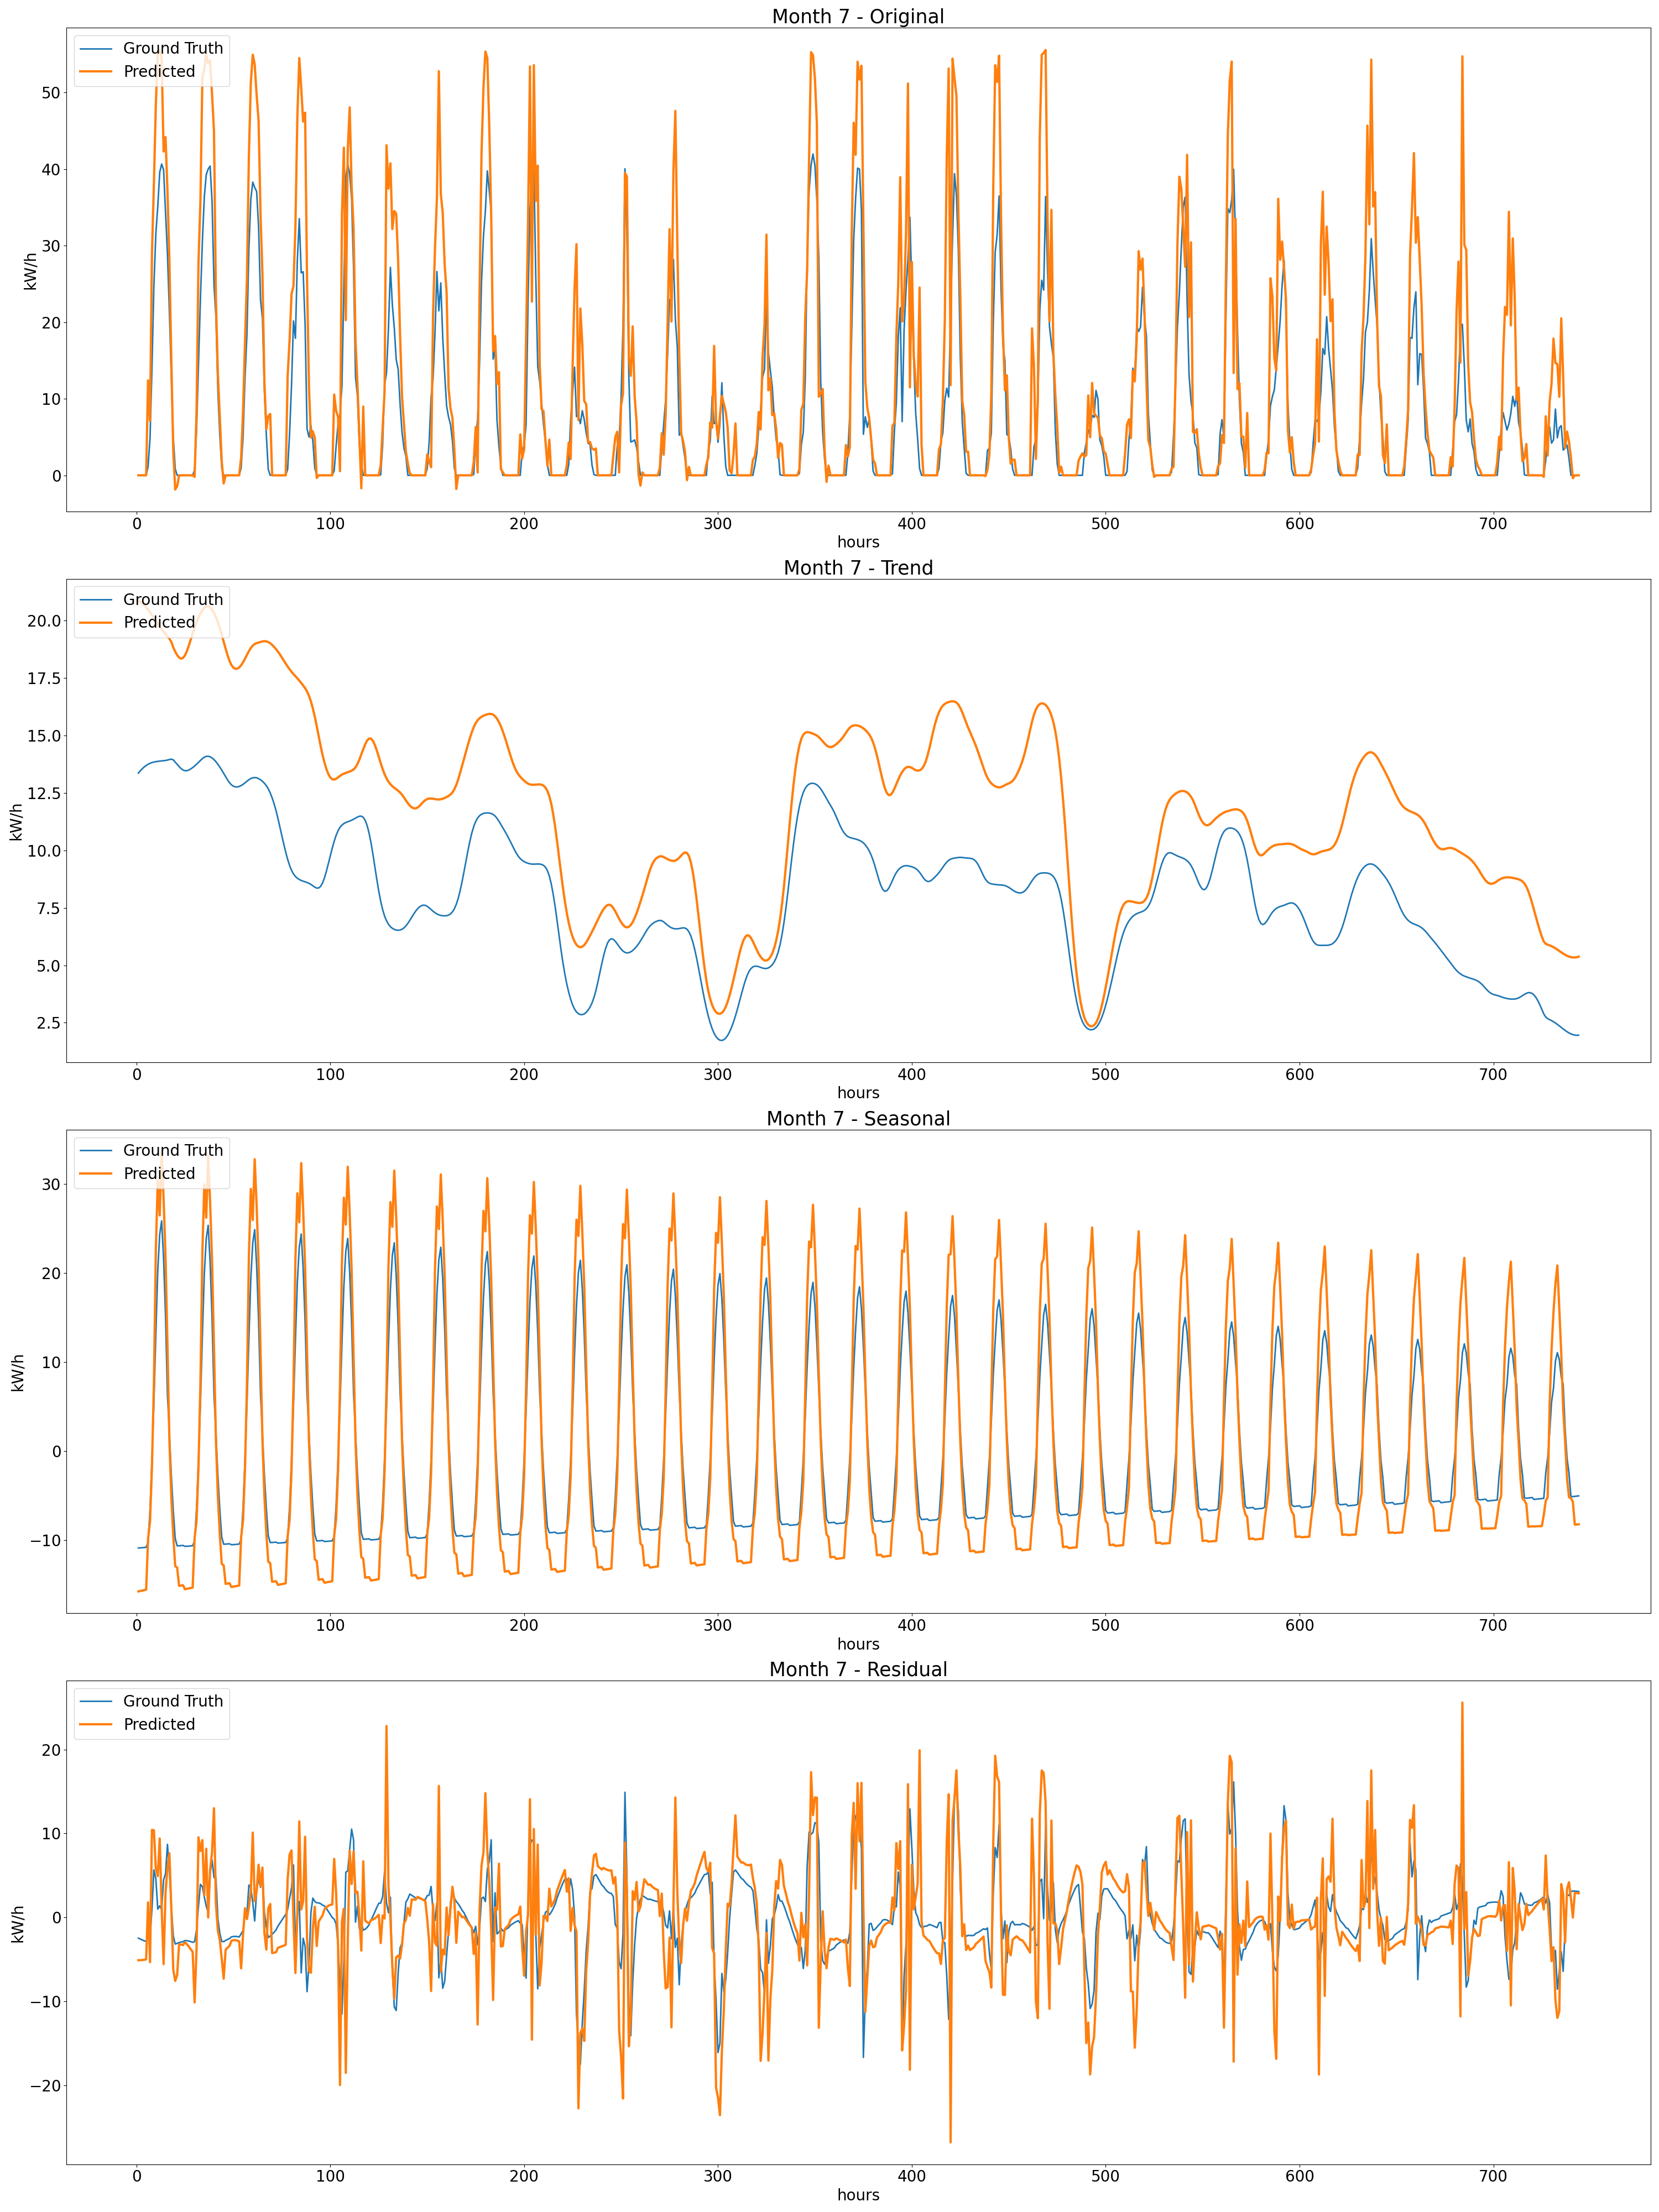 Month 7 - Original
Ground Truth
Predicted
50
40
30
20
10
0
kW/h
0 100 200 300 400 500 600 700
hours
Month 7 - Trend
Ground Truth
Predicted
20.0
17.5
15.0
12.5
10.0
7.5
5.0
2.5
kW/h
0 100 200 300 400 500 600 700
hours
Month 7 - Seasonal
Ground Truth
Predicted
30
20
10
0
−10
kW/h
0 100 200 300 400 500 600 700
hours
Month 7 - Residual
Ground Truth
Predicted
20
10
0
−10
−20
kW/h
0 100 200 300 400 500 600 700
hours